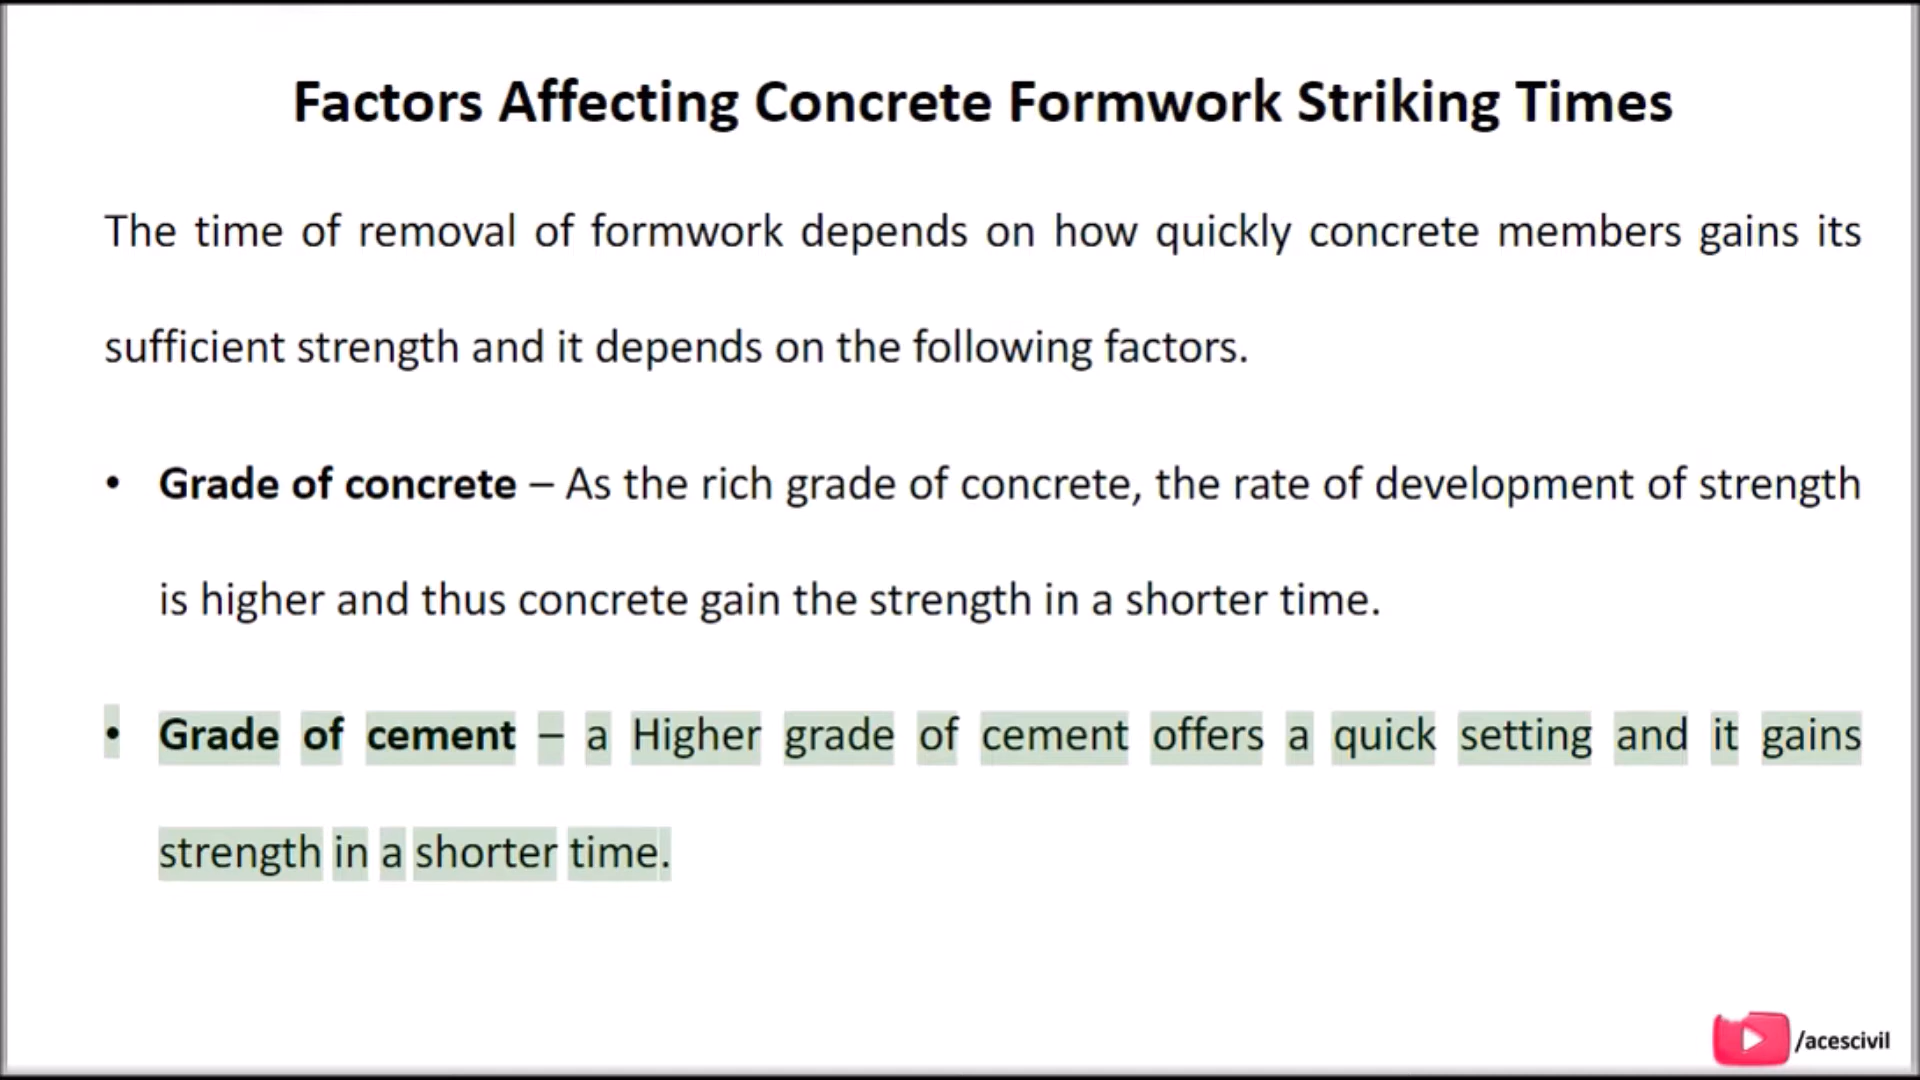 Factors Affecting Concrete Formwork Striking Times
The time of removal of formwork depends on how quickly concrete members gains its
sufficient strength and it depends on the following factors.
• Grade of concrete – As the rich grade of concrete, the rate of development of strength
is higher and thus concrete gain the strength in a shorter time.
• Grade of cement – a Higher grade of cement offers a quick setting and it gains
strength in a shorter time.
/acescivil